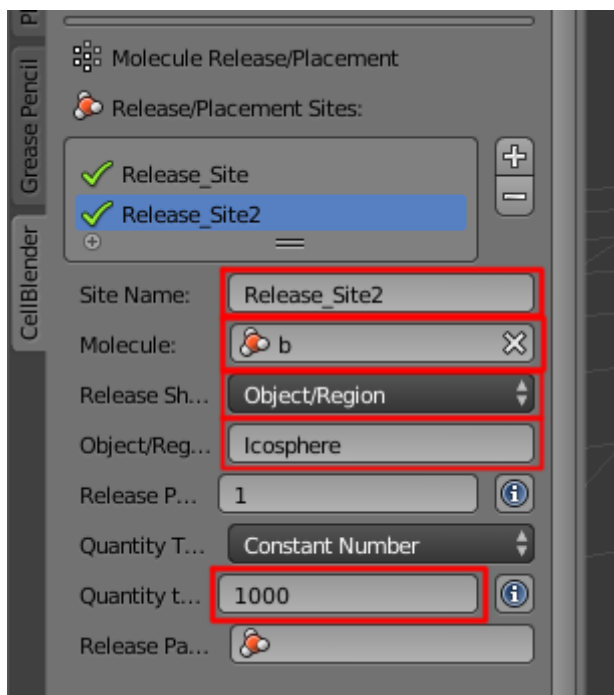 Pl
Grease Pencil
CellBlender
Molecule Release/Placement
Release/Placement Sites:
Release_Site
Release_Site2
Site Name: Release_Site2
Molecule: b
Release Sh... Object/Region
Object/Reg... Icosphere
Release P... 1
Quantity T... Constant Number
Quantity t... 1000
Release Pa...